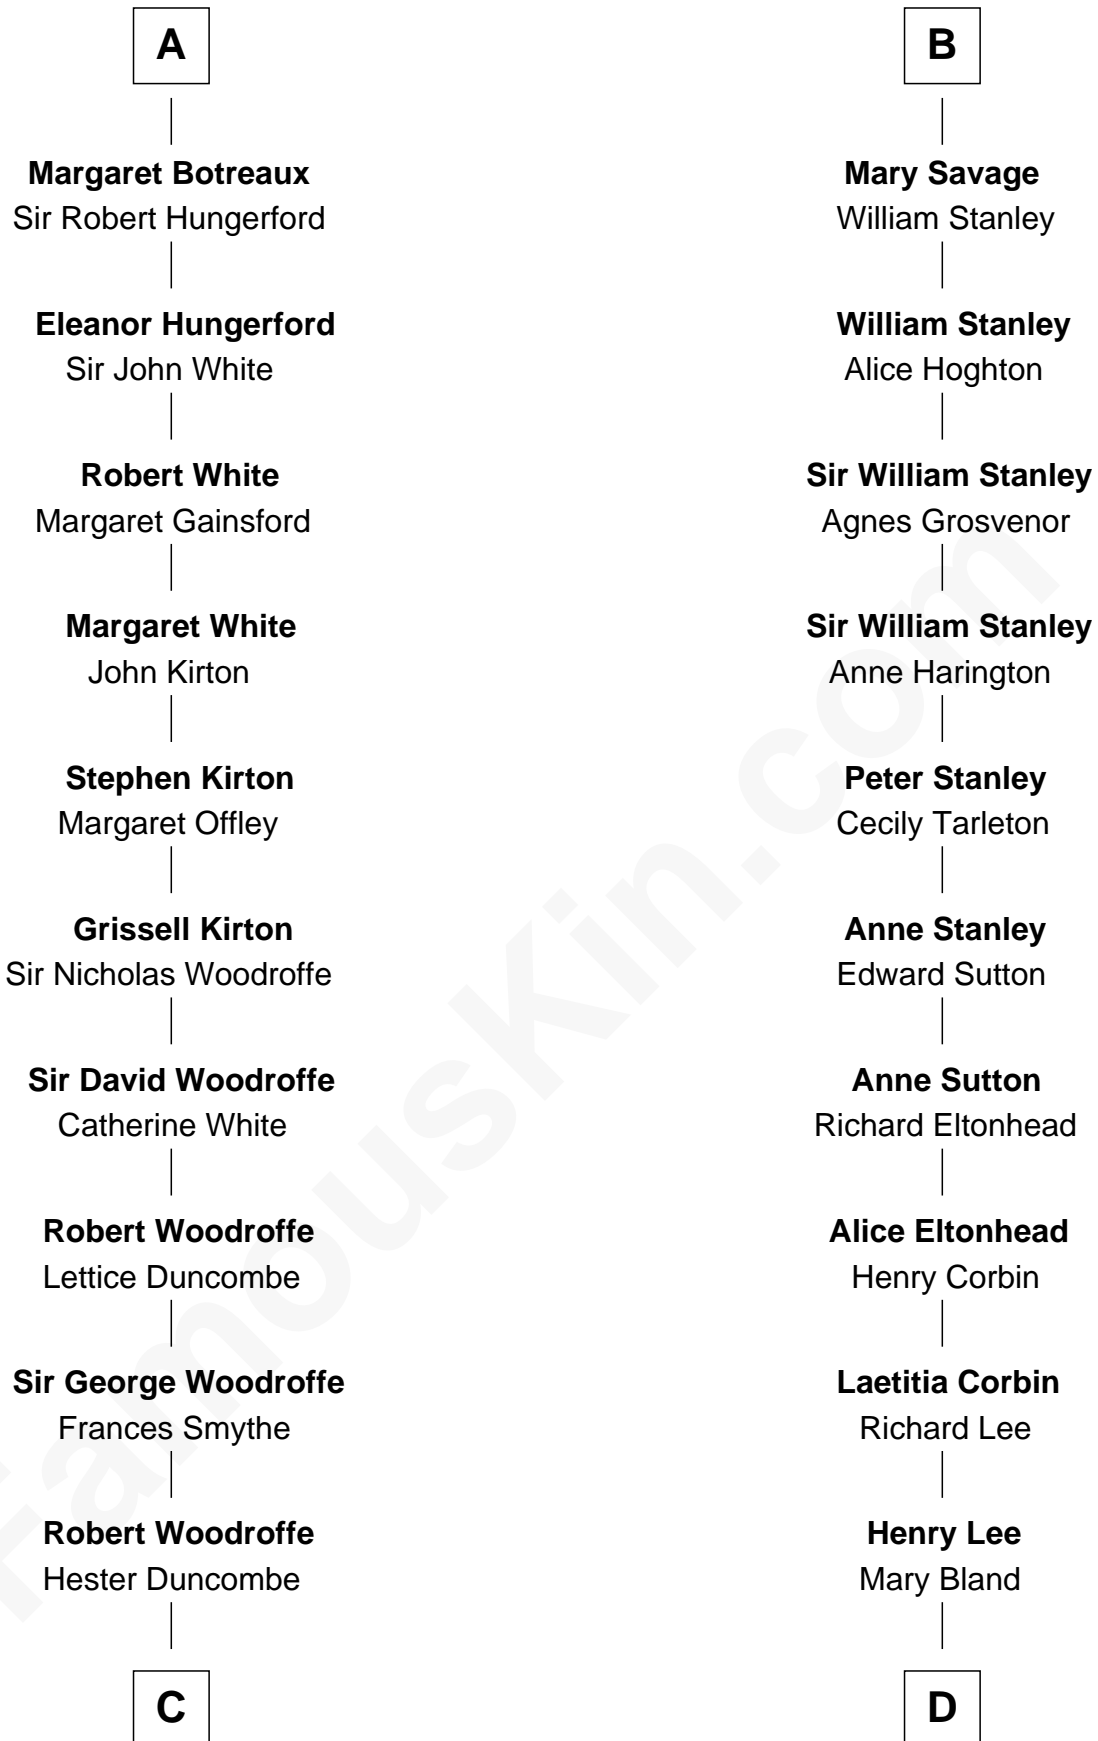 A
Margaret Botreaux
Sir Robert Hungerford
Eleanor Hungerford
Sir John White
Robert White
Margaret Gainsford
Margaret White
John Kirton
Stephen Kirton
Margaret Offley
Grissell Kirton
Sir Nicholas Woodroffe
Sir David Woodroffe
Catherine White
Robert Woodroffe
Lettice Duncombe
Sir George Woodroffe
Frances Smythe
Robert Woodroffe
Hester Duncombe
C
B
Mary Savage
William Stanley
William Stanley
Alice Hoghton
Sir William Stanley
Agnes Grosvenor
Sir William Stanley
Anne Harington
Peter Stanley
Cecily Tarleton
Anne Stanley
Edward Sutton
Anne Sutton
Richard Eltonhead
Alice Eltonhead
Henry Corbin
Laetitia Corbin
Richard Lee
Henry Lee
Mary Bland
D
FamousKin.com